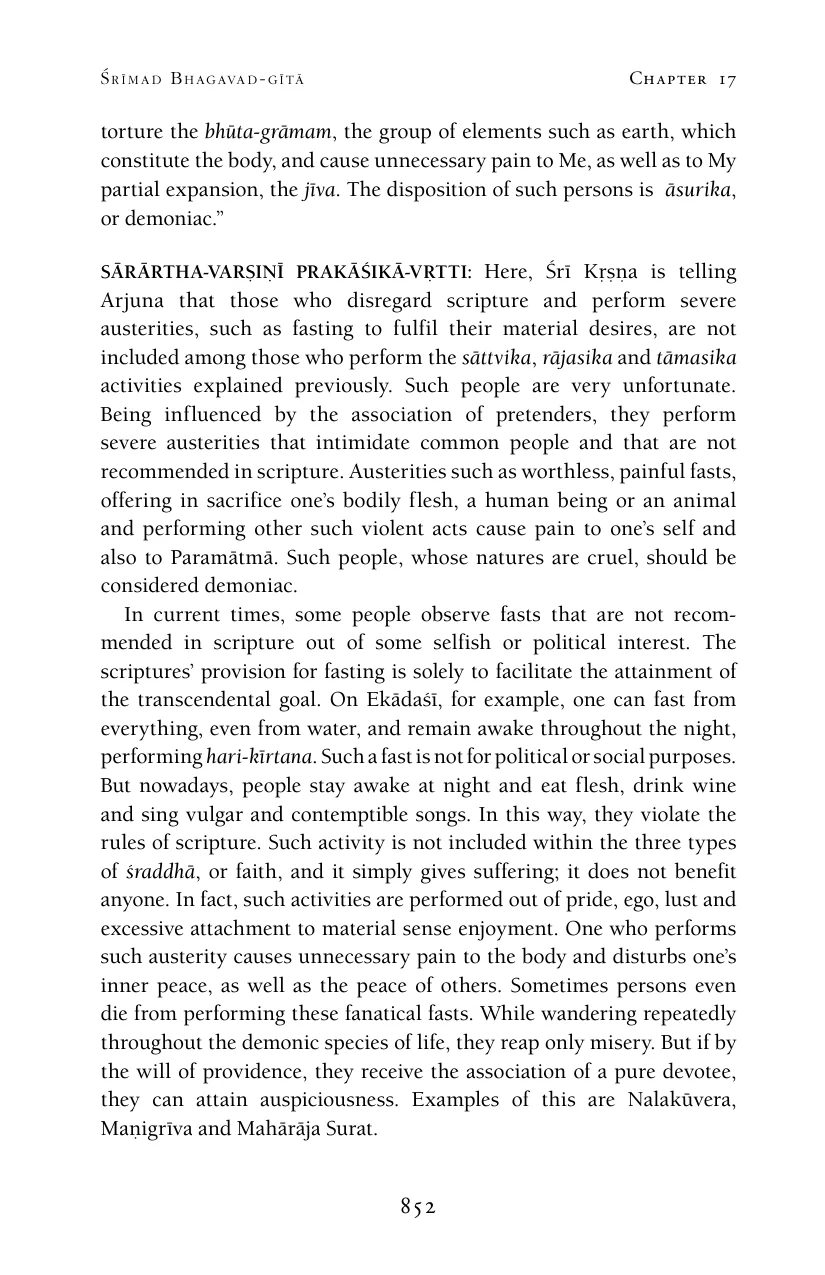 Śrīmad Bhagavad-gītā Chapter 17
torture the bhūta-grāmam, the group of elements such as earth, which
constitute the body, and cause unnecessary pain to Me, as well as to My
partial expansion, the jīva. The disposition of such persons is āsurika,
or demoniac.”
SĀRĀRTHA-VARṢIṆĪ PRAKĀŚIKĀ-VṚTTI: Here, Śrī Kṛṣṇa is telling
Arjuna that those who disregard scripture and perform severe
austerities, such as fasting to fulfil their material desires, are not
included among those who perform the sāttvika, rājasika and tāmasika
activities explained previously. Such people are very unfortunate.
Being influenced by the association of pretenders, they perform
severe austerities that intimidate common people and that are not
recommended in scripture. Austerities such as worthless, painful fasts,
offering in sacrifice one’s bodily flesh, a human being or an animal
and performing other such violent acts cause pain to one’s self and
also to Paramātmā. Such people, whose natures are cruel, should be
considered demoniac.
In current times, some people observe fasts that are not recom-
mended in scripture out of some selfish or political interest. The
scriptures’ provision for fasting is solely to facilitate the attainment of
the transcendental goal. On Ekādaśī, for example, one can fast from
everything, even from water, and remain awake throughout the night,
performing hari-kīrtana. Such a fast is not for political or social purposes.
But nowadays, people stay awake at night and eat flesh, drink wine
and sing vulgar and contemptible songs. In this way, they violate the
rules of scripture. Such activity is not included within the three types
of śraddhā, or faith, and it simply gives suffering; it does not benefit
anyone. In fact, such activities are performed out of pride, ego, lust and
excessive attachment to material sense enjoyment. One who performs
such austerity causes unnecessary pain to the body and disturbs one’s
inner peace, as well as the peace of others. Sometimes persons even
die from performing these fanatical fasts. While wandering repeatedly
throughout the demonic species of life, they reap only misery. But if by
the will of providence, they receive the association of a pure devotee,
they can attain auspiciousness. Examples of this are Nalakūvera,
Maṇigrīva and Mahārāja Surat.
852